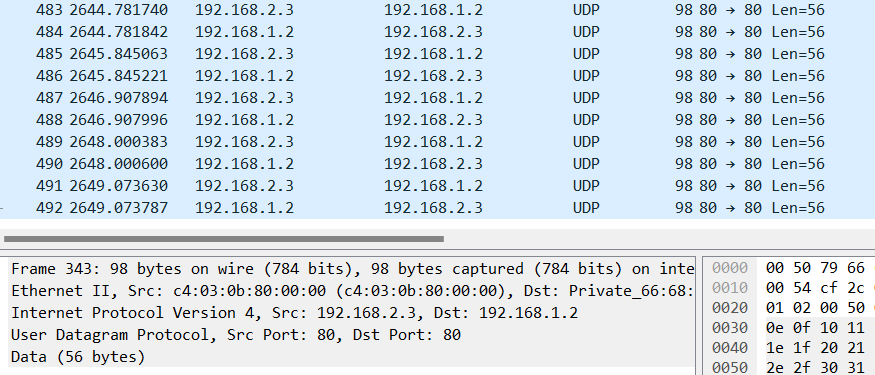 483 2644.781740 192.168.2.3 192.168.1.2 UDP 98 80 → 80 Len=56
484 2644.781842 192.168.1.2 192.168.2.3 UDP 98 80 → 80 Len=56
485 2645.845063 192.168.2.3 192.168.1.2 UDP 98 80 → 80 Len=56
486 2645.845221 192.168.1.2 192.168.2.3 UDP 98 80 → 80 Len=56
487 2646.907894 192.168.2.3 192.168.1.2 UDP 98 80 → 80 Len=56
488 2646.907996 192.168.1.2 192.168.2.3 UDP 98 80 → 80 Len=56
489 2648.000383 192.168.2.3 192.168.1.2 UDP 98 80 → 80 Len=56
490 2648.000600 192.168.1.2 192.168.2.3 UDP 98 80 → 80 Len=56
491 2649.073630 192.168.2.3 192.168.1.2 UDP 98 80 → 80 Len=56
492 2649.073787 192.168.1.2 192.168.2.3 UDP 98 80 → 80 Len=56
Frame 343: 98 bytes on wire (784 bits), 98 bytes captured (784 bits) on inte
Ethernet II, Src: c4:03:0b:80:00:00 (c4:03:0b:80:00:00), Dst: Private_66:68:
Internet Protocol Version 4, Src: 192.168.2.3, Dst: 192.168.1.2
User Datagram Protocol, Src Port: 80, Dst Port: 80
Data (56 bytes)
0000 00 50 79 66
0010 00 54 cf 2c
0020 01 02 00 50
0030 0e 0f 10 11
0040 1e 1f 20 21
0050 2e 2f 30 31